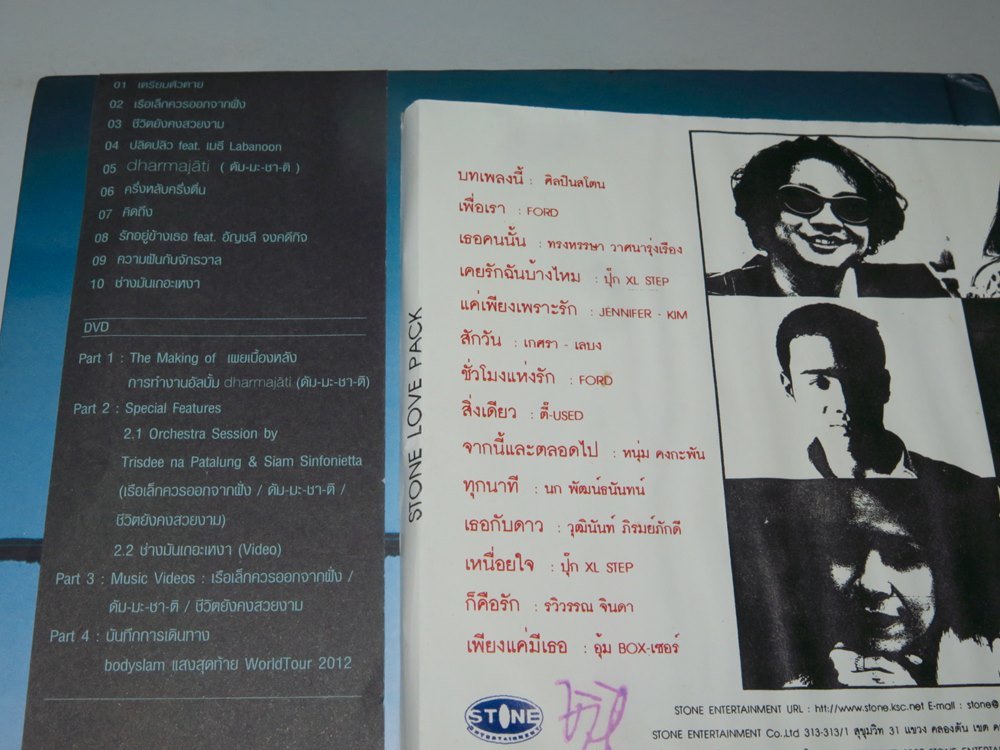 01 เตรียมตัวตาย
02 เรือเล็กควรออกจากฝั่ง
03 ชีวิตยังคงสวยงาม
04 ปลิดปลิว feat. เมธี Labanoon
05 dharmajāti ( ดัม-มะ-ชา-ติ )
06 ครึ่งหลับครึ่งตื่น
07 คิดถึง
08 รักอยู่ข้างเธอ feat. อัญชลี จงคดีกิจ
09 ความฝันกับจักรวาล
10 ช่างมันเถอะเหงา
DVD
Part 1 : The Making of เผยเบื้องหลัง
การทำงานอัลบั้ม dharmajāti (ดัม-มะ-ชา-ติ)
Part 2 : Special Features
2.1 Orchestra Session by
Trisdee na Patalung & Siam Sinfonietta
(เรือเล็กควรออกจากฝั่ง / ดัม-มะ-ชา-ติ /
ชีวิตยังคงสวยงาม)
2.2 ช่างมันเถอะเหงา (Video)
Part 3 : Music Videos : เรือเล็กควรออกจากฝั่ง /
ดัม-มะ-ชา-ติ / ชีวิตยังคงสวยงาม
Part 4 : บันทึกการเดินทาง
bodyslam แสงสุดท้าย WorldTour 2012
STONE LOVE PACK
บทเพลงนี้ : ศิลปินสโตน
เพื่อเรา : FORD
เธอคนนั้น : ทรงหรรษา วาศนารุ่งเรือง
เคยรักฉันบ้างไหม : ปุ๊ก XL STEP
แค่เพียงเพราะรัก : JENNIFER - KIM
สักวัน : เกศรา - เลบง
ชั่วโมงแห่งรัก : FORD
สิ่งเดียว : ตี๋-USED
จากนี้และตลอดไป : หนุ่ม คงกะพัน
ทุกนาที : นก พัฒน์ธนันทน์
เธอกับดาว : วุฒินันท์ ภิรมย์ภักดี
เหนื่อยใจ : ปุ๊ก XL STEP
ก็คือรัก : รวิวรรณ จินดา
เพียงแค่มีเธอ : อุ้ม BOX-เซอร์
STONE
ENTERTAINMENT
STONE ENTERTAINMENT URL : htt://www.stone.ksc.net E-mail : stone@
STONE ENTERTAINMENT Co.Ltd 313-313/1 สุขุมวิท 31 แขวง คลองตัน เขต